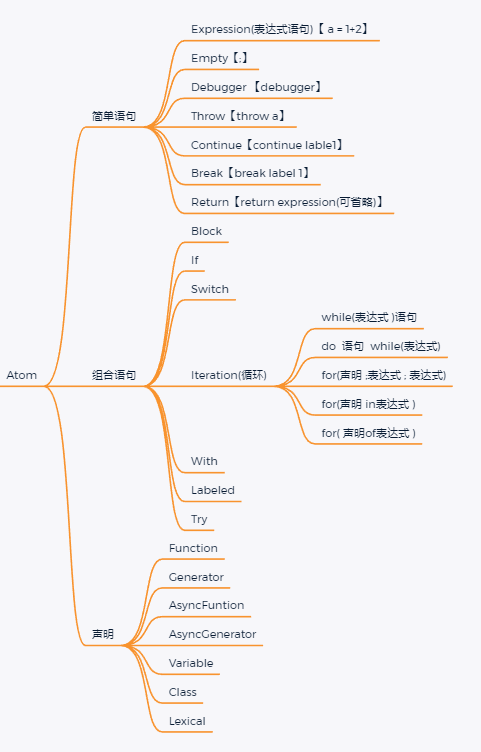 Expression(表达式语句)【 a = 1+2】
Empty【;】
Debugger 【debugger】
简单语句
Throw【throw a】
Continue【continue lable1】
Break【break label 1】
Return【return expression(可省略)】
Block
If
Switch
while(表达式 )语句
do 语句 while(表达式)
Atom
组合语句
Iteration(循环)
for(声明 ;表达式 ; 表达式)
for(声明 in表达式 )
for( 声明of表达式 )
With
Labeled
Try
Function
Generator
AsyncFuntion
声明
AsyncGenerator
Variable
Class
Lexical